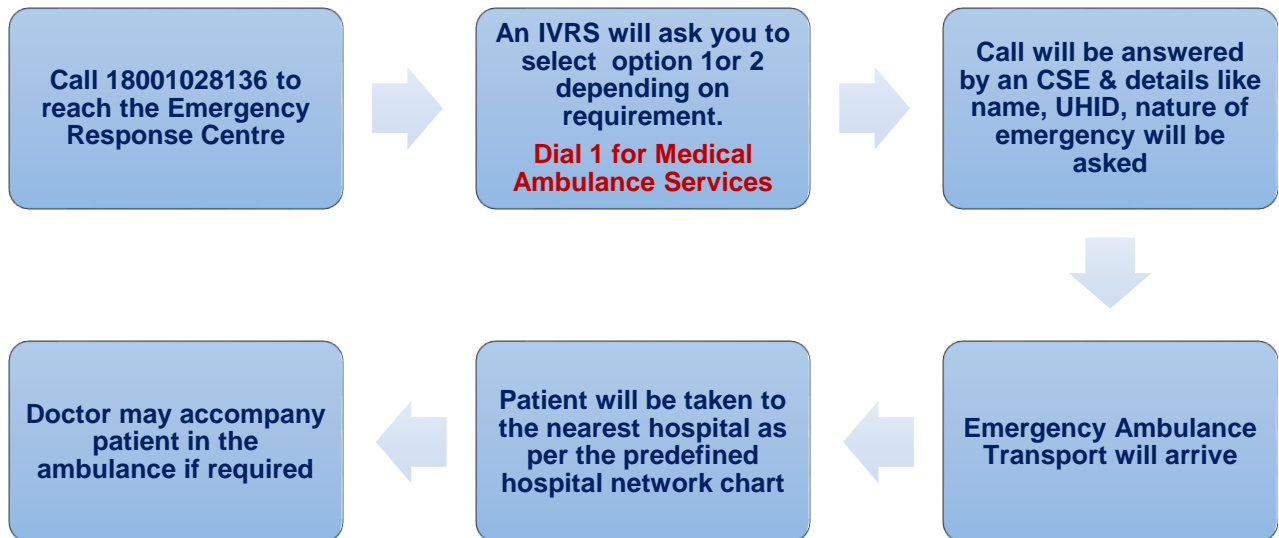 Call 18001028136 to
reach the Emergency
Response Centre
An IVRS will ask you to
select option 1or 2
depending on
requirement.
Dial 1 for Medical
Ambulance Services
Call will be answered
by an CSE & details like
name, UHID, nature of
emergency will be
asked
Emergency Ambulance
Transport will arrive
Patient will be taken to
the nearest hospital as
per the predefined
hospital network chart
Doctor may accompany
patient in the
ambulance if required